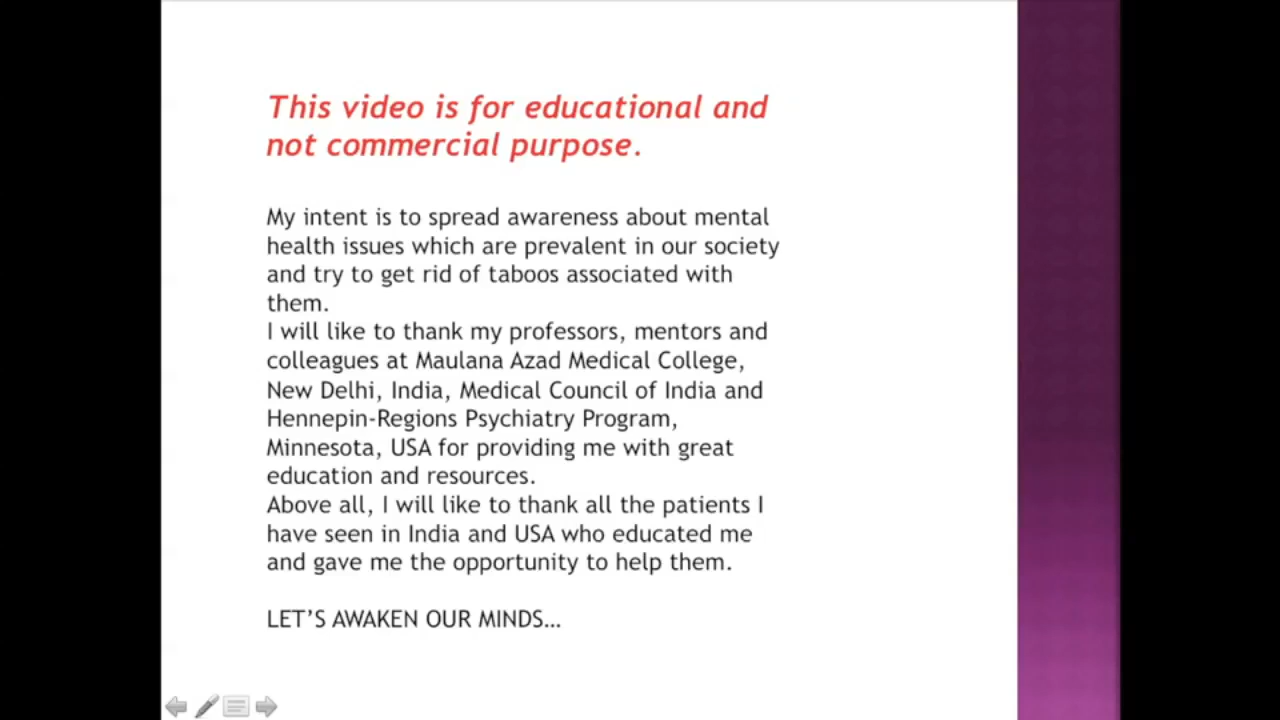 This video is for educational and
not commercial purpose.
My intent is to spread awareness about mental
health issues which are prevalent in our society
and try to get rid of taboos associated with
them.
I will like to thank my professors, mentors and
colleagues at Maulana Azad Medical College,
New Delhi, India, Medical Council of India and
Hennepin-Regions Psychiatry Program,
Minnesota, USA for providing me with great
education and resources.
Above all, I will like to thank all the patients I
have seen in India and USA who educated me
and gave me the opportunity to help them.
LET’S AWAKEN OUR MINDS…